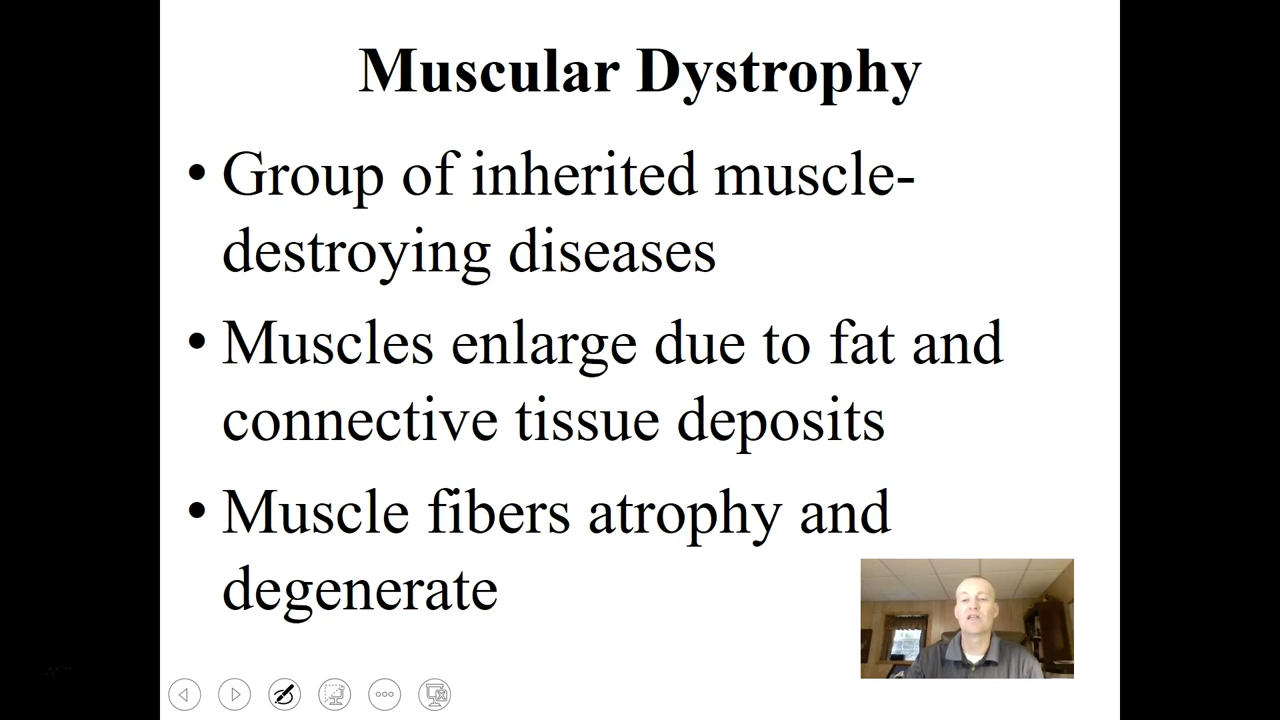 Muscular Dystrophy
• Group of inherited muscle-
destroying diseases
• Muscles enlarge due to fat and
connective tissue deposits
• Muscle fibers atrophy and
degenerate